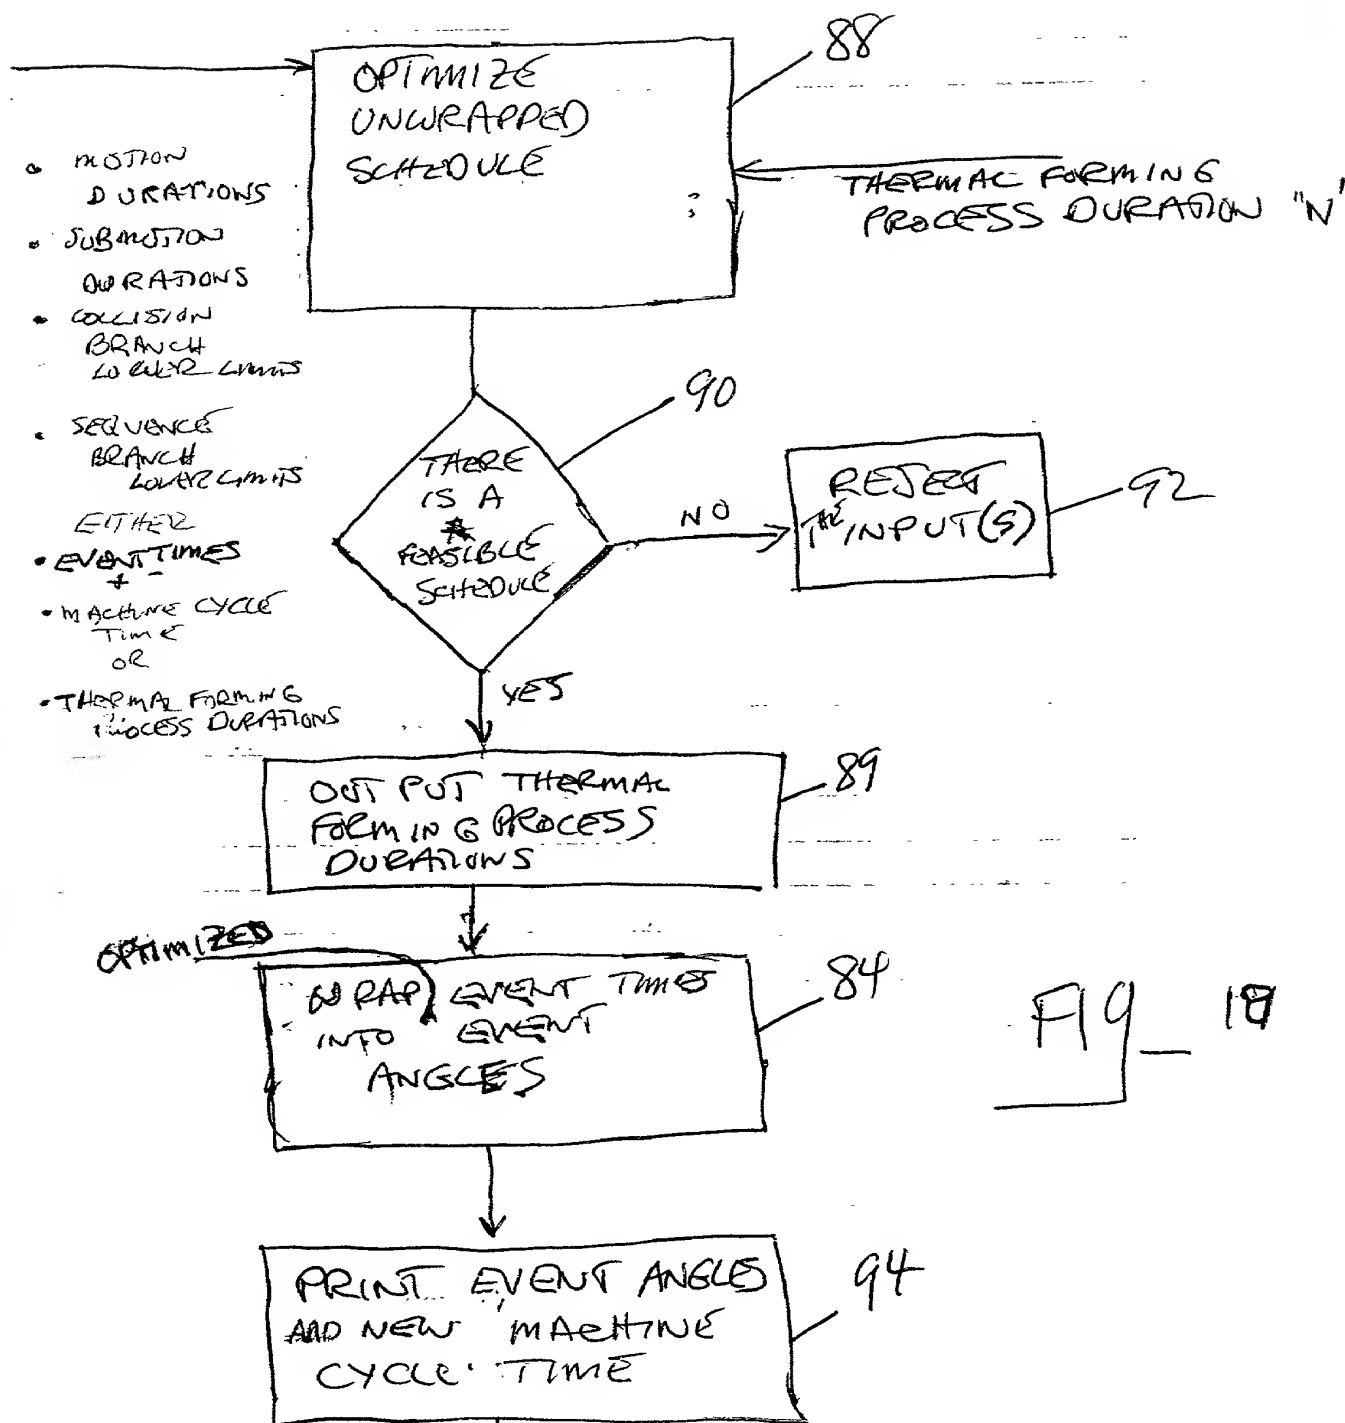 88
OPTIMIZE
UNWRAPPED
SCHEDULE
THERMAL FORMING
PROCESS DURATION "N'
• MOTION
DURATIONS
• SUBMOTION
DURATIONS
• COLLISION
BRANCH
LOWER LIMITS
• SEQUENCE
BRANCH
LOWER LIMITS
EITHER
• EVENT TIMES
+
• MACHINE CYCLE
TIME
OR
• THERMAL FORMING
PROCESS DURATIONS
90
THERE
IS A
FEASIBLE
SCHEDULE
NO
REJECT
THE INPUT(S)
92
YES
OUTPUT THERMAL
FORMING PROCESS
DURATIONS
89
OPTIMIZED
WRAP EVENT TIMES
INTO EVENT
ANGLES
84
FIG_
PRINT EVENT ANGLES
AND NEW MACHINE
CYCLE TIME
94